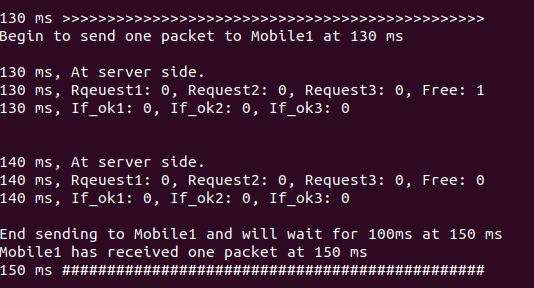 130 ms >>>>>>>>>>>>>>>>>>>>>>>>>>>>>>>>>>>>>>>>>>>>>>>
Begin to send one packet to Mobile1 at 130 ms
130 ms, At server side.
130 ms, Rqeuest1: 0, Request2: 0, Request3: 0, Free: 1
130 ms, If_ok1: 0, If_ok2: 0, If_ok3: 0
140 ms, At server side.
140 ms, Rqeuest1: 0, Request2: 0, Request3: 0, Free: 0
140 ms, If_ok1: 0, If_ok2: 0, If_ok3: 0
End sending to Mobile1 and will wait for 100ms at 150 ms
Mobile1 has received one packet at 150 ms
150 ms ###############################################